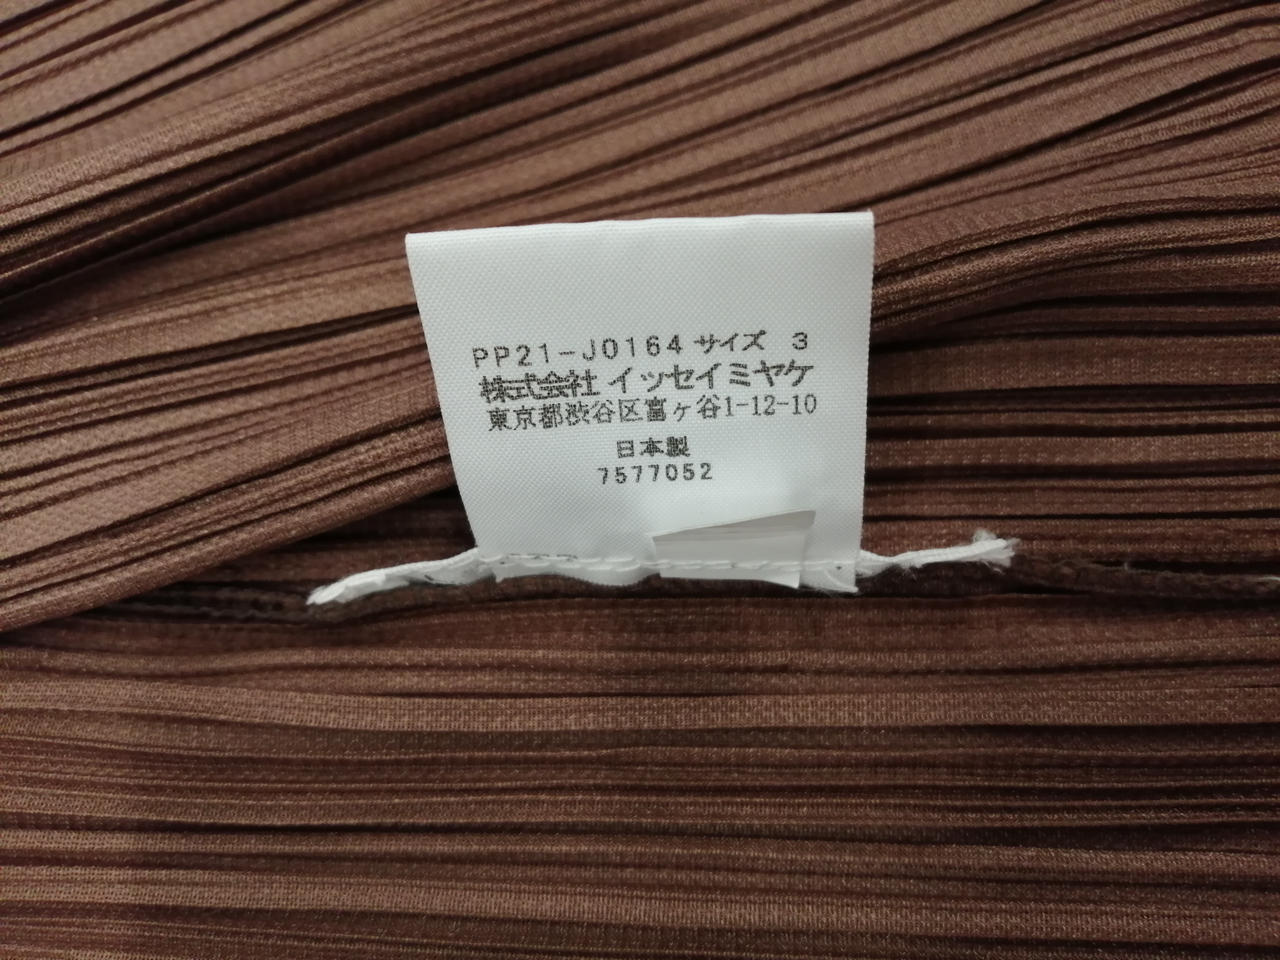 PP21-J0164 サイズ 3
株式会社 イッセイミヤケ
東京都渋谷区富ヶ谷1-12-10
日本製
7577052